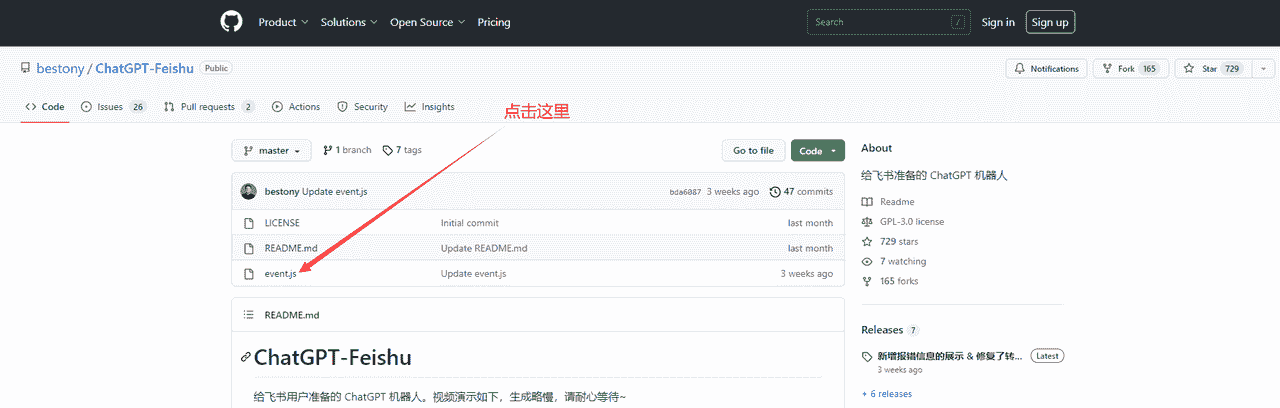 Product Solutions Open Source Pricing Search / Sign in Sign up
bestony / ChatGPT-Feishu Public Notifications Fork 165 Star 729
Code Issues 26 Pull requests 2 Actions Security Insights
点击这里
master 1 branch 7 tags Go to file Code
bestony Update event.js bda6087 3 weeks ago 47 commits
LICENSE Initial commit last month
README.md Update README.md last month
event.js Update event.js 3 weeks ago
README.md
ChatGPT-Feishu
给飞书用户准备的 ChatGPT 机器人。视频演示如下，生成略慢，请耐心等待~
About
给飞书准备的 ChatGPT 机器人
Readme
GPL-3.0 license
729 stars
7 watching
165 forks
Releases 7
新增报错信息的展示 & 修复了转... Latest
3 weeks ago
+ 6 releases